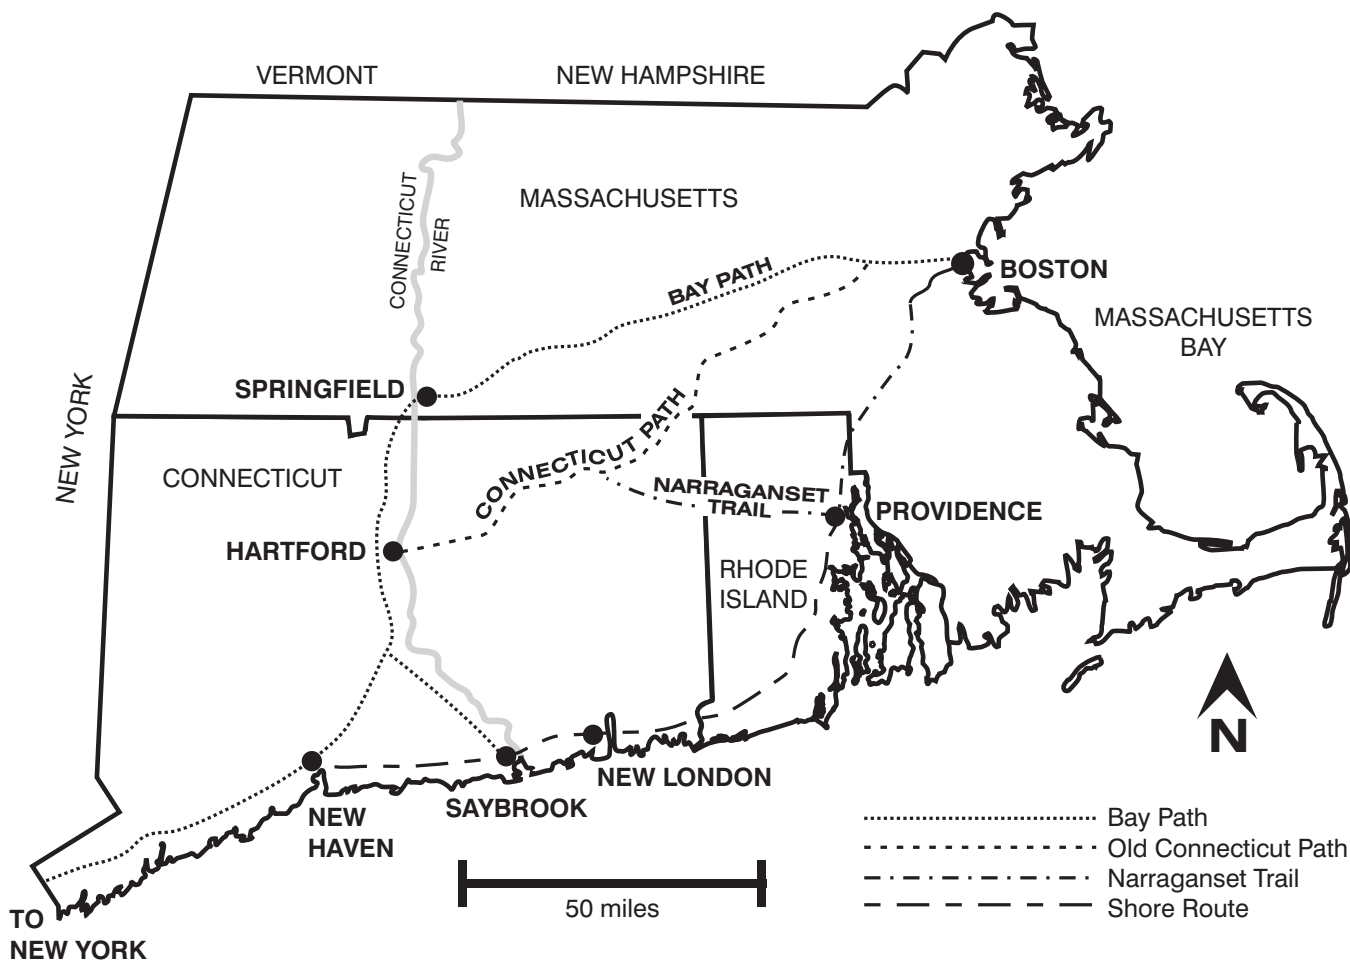 VERMONT
NEW HAMPSHIRE
MASSACHUSETTS
CONNECTICUT
RIVER
BAY PATH
BOSTON
MASSACHUSETTS
BAY
NEW YORK
SPRINGFIELD
CONNECTICUT PATH
CONNECTICUT
NARRAGANSET
TRAIL
PROVIDENCE
HARTFORD
RHODE
ISLAND
N
NEW LONDON
SAYBROOK
NEW
HAVEN
Bay Path
Old Connecticut Path
Narraganset Trail
Shore Route
50 miles
TO
NEW YORK